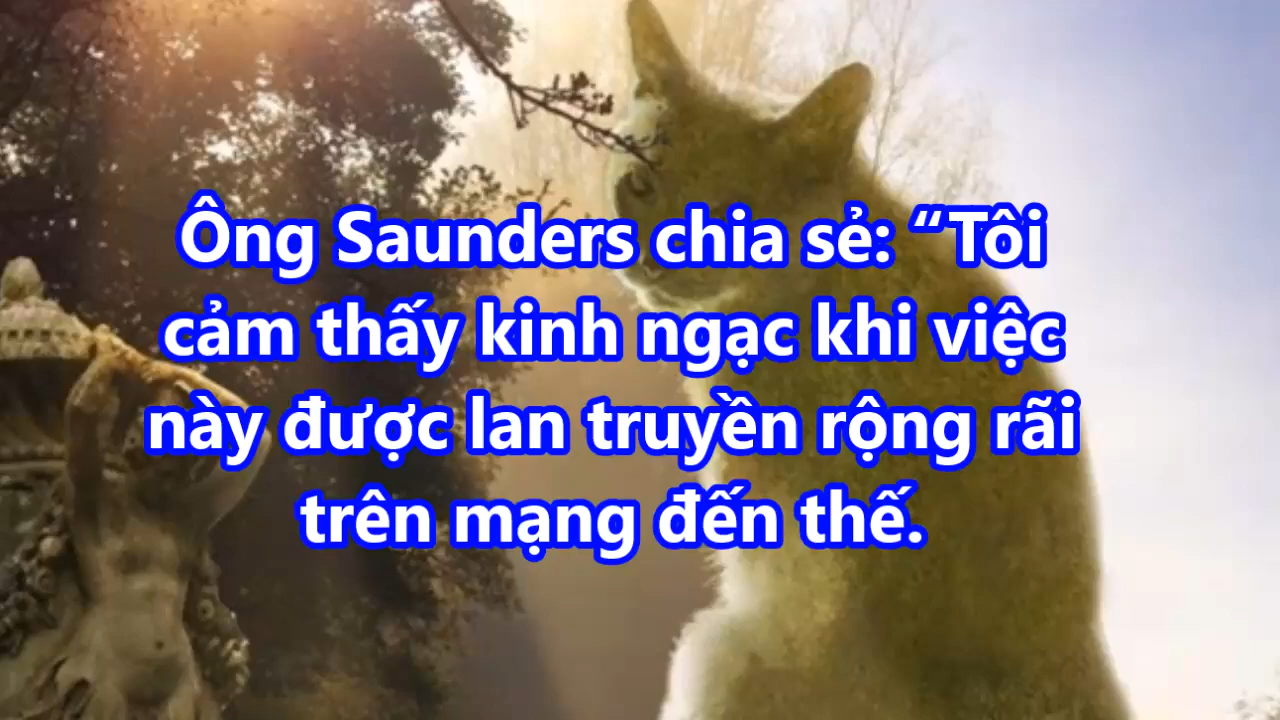 Ông Saunders chia sẻ: “Tôi
cảm thấy kinh ngạc khi việc
này được lan truyền rộng rãi
trên mạng đến thế.